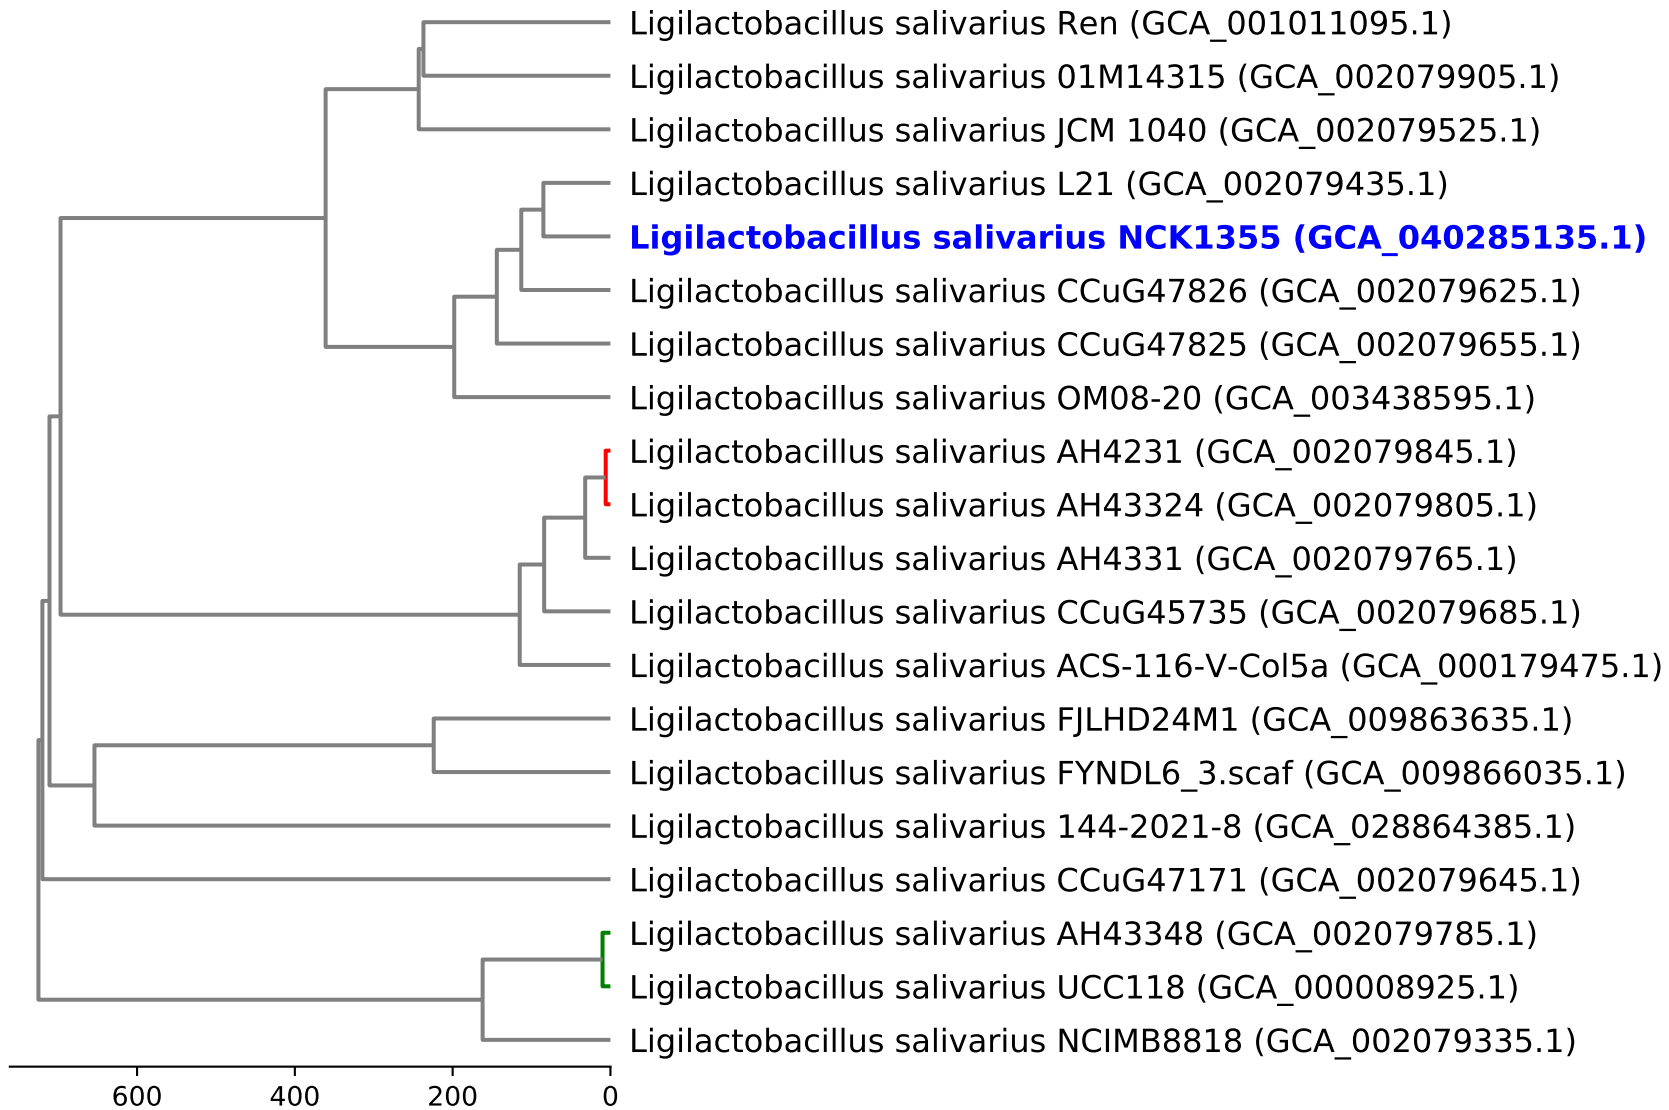 Ligilactobacillus salivarius Ren (GCA_001011095.1)
Ligilactobacillus salivarius 01M14315 (GCA_002079905.1)
Ligilactobacillus salivarius JCM 1040 (GCA_002079525.1)
Ligilactobacillus salivarius L21 (GCA_002079435.1)
Ligilactobacillus salivarius NCK1355 (GCA_040285135.1)
Ligilactobacillus salivarius CCuG47826 (GCA_002079625.1)
Ligilactobacillus salivarius CCuG47825 (GCA_002079655.1)
Ligilactobacillus salivarius OM08-20 (GCA_003438595.1)
Ligilactobacillus salivarius AH4231 (GCA_002079845.1)
Ligilactobacillus salivarius AH43324 (GCA_002079805.1)
Ligilactobacillus salivarius AH4331 (GCA_002079765.1)
Ligilactobacillus salivarius CCuG45735 (GCA_002079685.1)
Ligilactobacillus salivarius ACS-116-V-Col5a (GCA_000179475.1)
Ligilactobacillus salivarius FJLHD24M1 (GCA_009863635.1)
Ligilactobacillus salivarius FYNDL6_3.scaf (GCA_009866035.1)
Ligilactobacillus salivarius 144-2021-8 (GCA_028864385.1)
Ligilactobacillus salivarius CCuG47171 (GCA_002079645.1)
Ligilactobacillus salivarius AH43348 (GCA_002079785.1)
Ligilactobacillus salivarius UCC118 (GCA_000008925.1)
Ligilactobacillus salivarius NCIMB8818 (GCA_002079335.1)
600 400 200 0